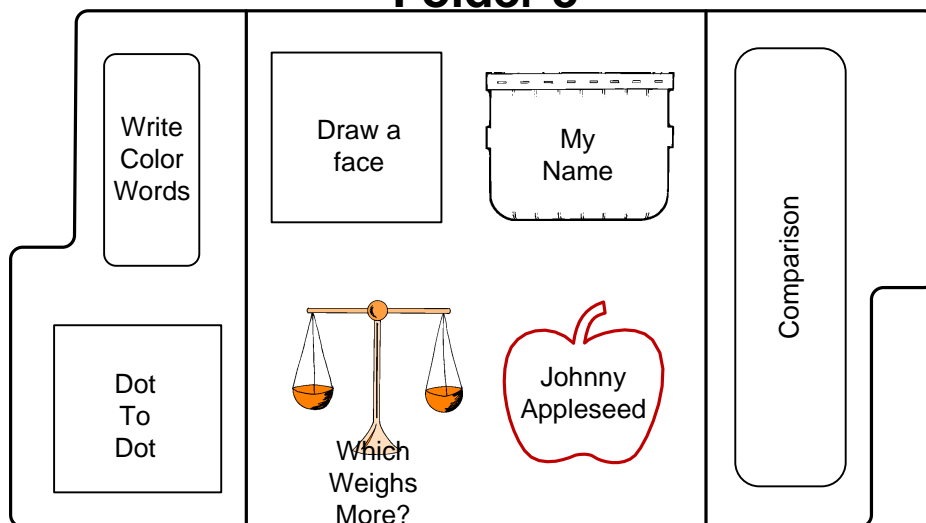 Write
Color
Words
Draw a
face
My
Name
Comparison
Dot
To
Dot
Which
Weighs
More?
Johnny
Appleseed